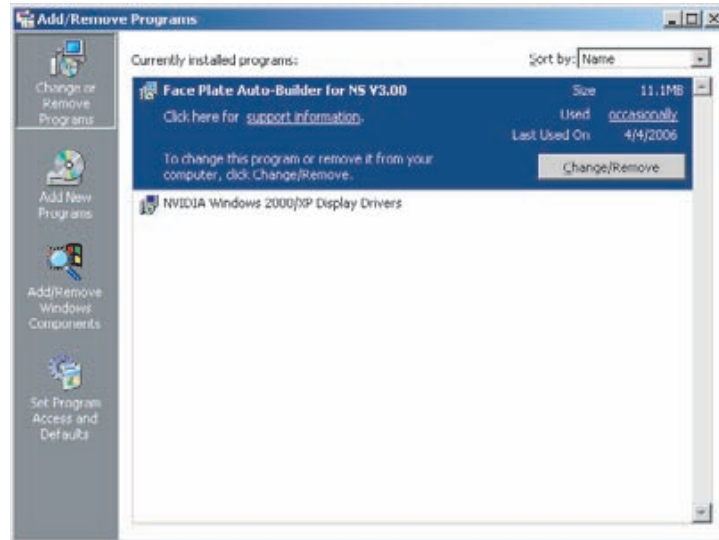 Add/Remove Programs
Change or
Remove
Programs
Add New
Programs
Add/Remove
Windows
Components
Set Program
Access and
Defaults
Currently installed programs:
Sort by: Name
Face Plate Auto-Builder for NS V3.00
Size 11.1MB
Click here for support information.
Used occasionally
Last Used On 4/4/2006
To change this program or remove it from your
computer, click Change/Remove.
Change/Remove
NVIDIA Windows 2000/XP Display Drivers